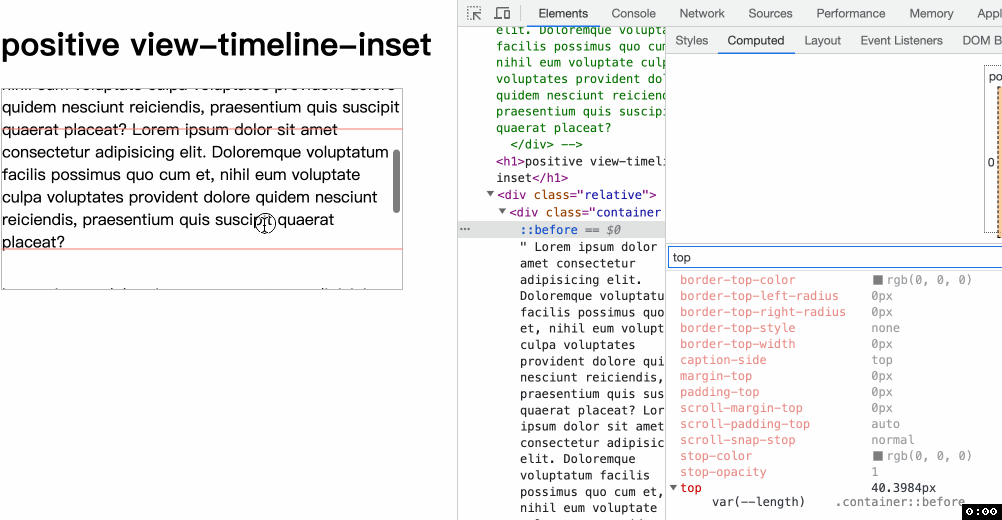 positive view-timeline-inset
nihil eum voluptate culpa voluptates provident dolore
quidem nesciunt reiciendis, praesentium quis suscipit
quaerat placeat? Lorem ipsum dolor sit amet
consectetur adipisicing elit. Doloremque voluptatum
facilis possimus quo cum et, nihil eum voluptate
culpa voluptates provident dolore quidem nesciunt
reiciendis, praesentium quis suscipit quaerat
placeat?
Elements Console Network Sources Performance Memory Appl
elit. Doloremque volupta
facilis possimus quo cum
nihil eum voluptate culp
voluptates provident dol
quidem nesciunt reiciend
praesentium quis suscipi
quaerat placeat?
</div> -->
<h1>positive view-timeli
inset</h1>
<div class="relative">
<div class="container
::before == $0
" Lorem ipsum dolor
amet consectetur
adipisicing elit.
Doloremque voluptatu
facilis possimus quo
et, nihil eum volupt
culpa voluptates
provident dolore qui
nesciunt reiciendis,
praesentium quis sus
quaerat placeat? Lor
ipsum dolor sit amet
consectetur adipisic
elit. Doloremque
voluptatum facilis
possimus quo cum et,
nihil eum voluptate
Styles Computed Layout Event Listeners DOM B
po
0
top
border-top-color rgb(0, 0, 0)
border-top-left-radius 0px
border-top-right-radius 0px
border-top-style none
border-top-width 0px
caption-side top
margin-top 0px
padding-top 0px
scroll-margin-top 0px
scroll-padding-top auto
scroll-snap-stop normal
stop-color rgb(0, 0, 0)
stop-opacity 1
top 40.3984px
var(--length) .container::before
0:00